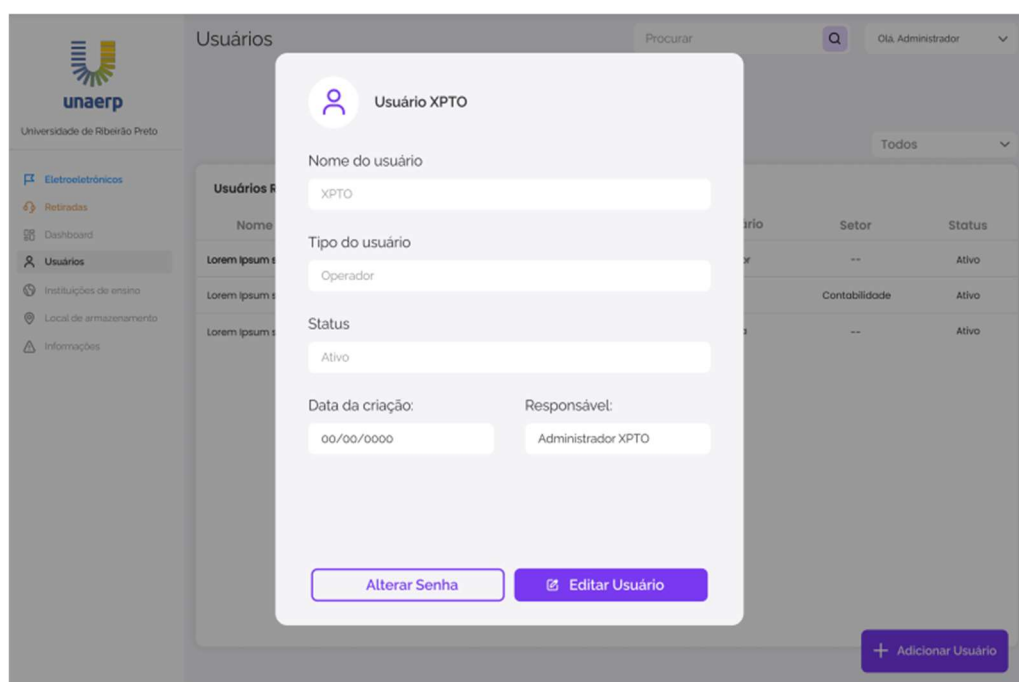 unaerp
Universidade de Ribeirão Preto
Eletroeletrônicos
Retiradas
Dashboard
Usuários
Instituições de ensino
Local de armazenamento
Informações
Usuários
Procurar
Olá, Administrador
Todos
Usuários
Nome
Setor
Status
Lorem Ipsum
--
Ativo
Lorem Ipsum
Contabilidade
Ativo
Lorem Ipsum
--
Ativo
Usuário XPTO
Nome do usuário
XPTO
Tipo do usuário
Operador
Status
Ativo
Data da criação:
Responsável:
00/00/0000
Administrador XPTO
Alterar Senha
Editar Usuário
+ Adicionar Usuário